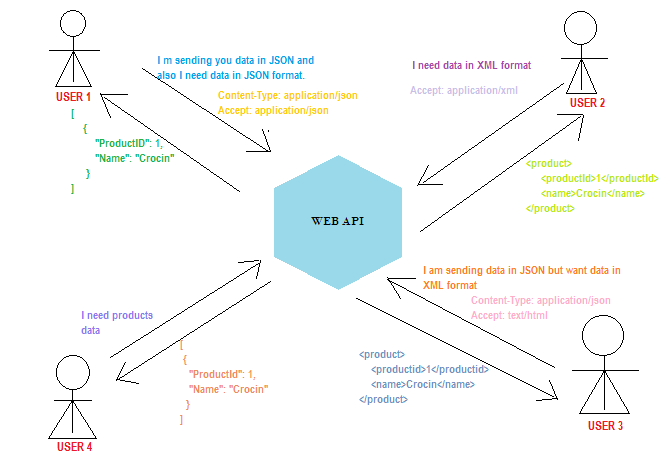 I m sending you data in JSON and
also I need data in JSON format.
Content-Type: application/json
Accept: application/json
USER 1
[
{
"ProductID": 1,
"Name": "Crocin"
}
]
I need data in XML format
Accept: application/xml
USER 2
<product>
<productId>1</productId>
<name>Crocin</name>
</product>
WEB API
I am sending data in JSON but want data in
XML format
Content-Type: application/json
Accept: text/html
<product>
<productid>1</productid>
<name>Crocin</name>
</product>
USER 3
I need products
data
[
{
"ProductId": 1,
"Name": "Crocin"
}
]
USER 4